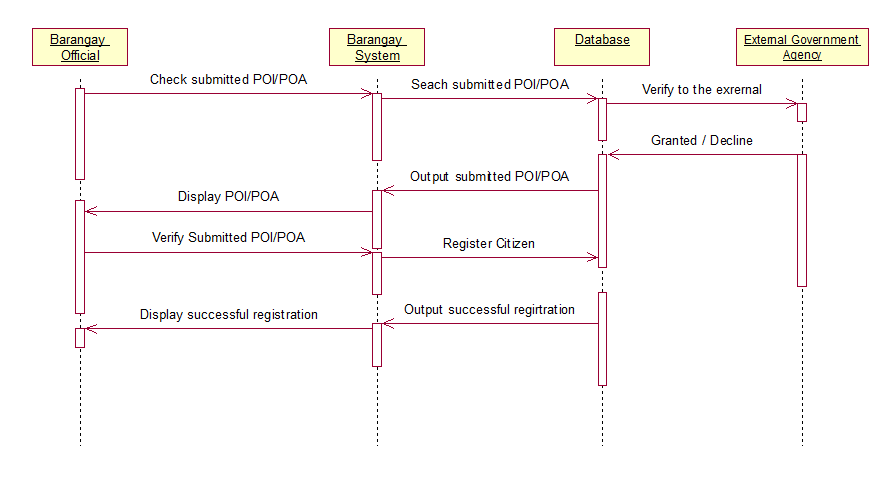 Barangay
Official
Barangay
System
Database
External Government
Agency
Check submitted POI/POA
Seach submitted POI/POA
Verify to the exrernal
Granted / Decline
Output submitted POI/POA
Display POI/POA
Verify Submitted POI/POA
Register Citizen
Output successful regirtration
Display successful registration